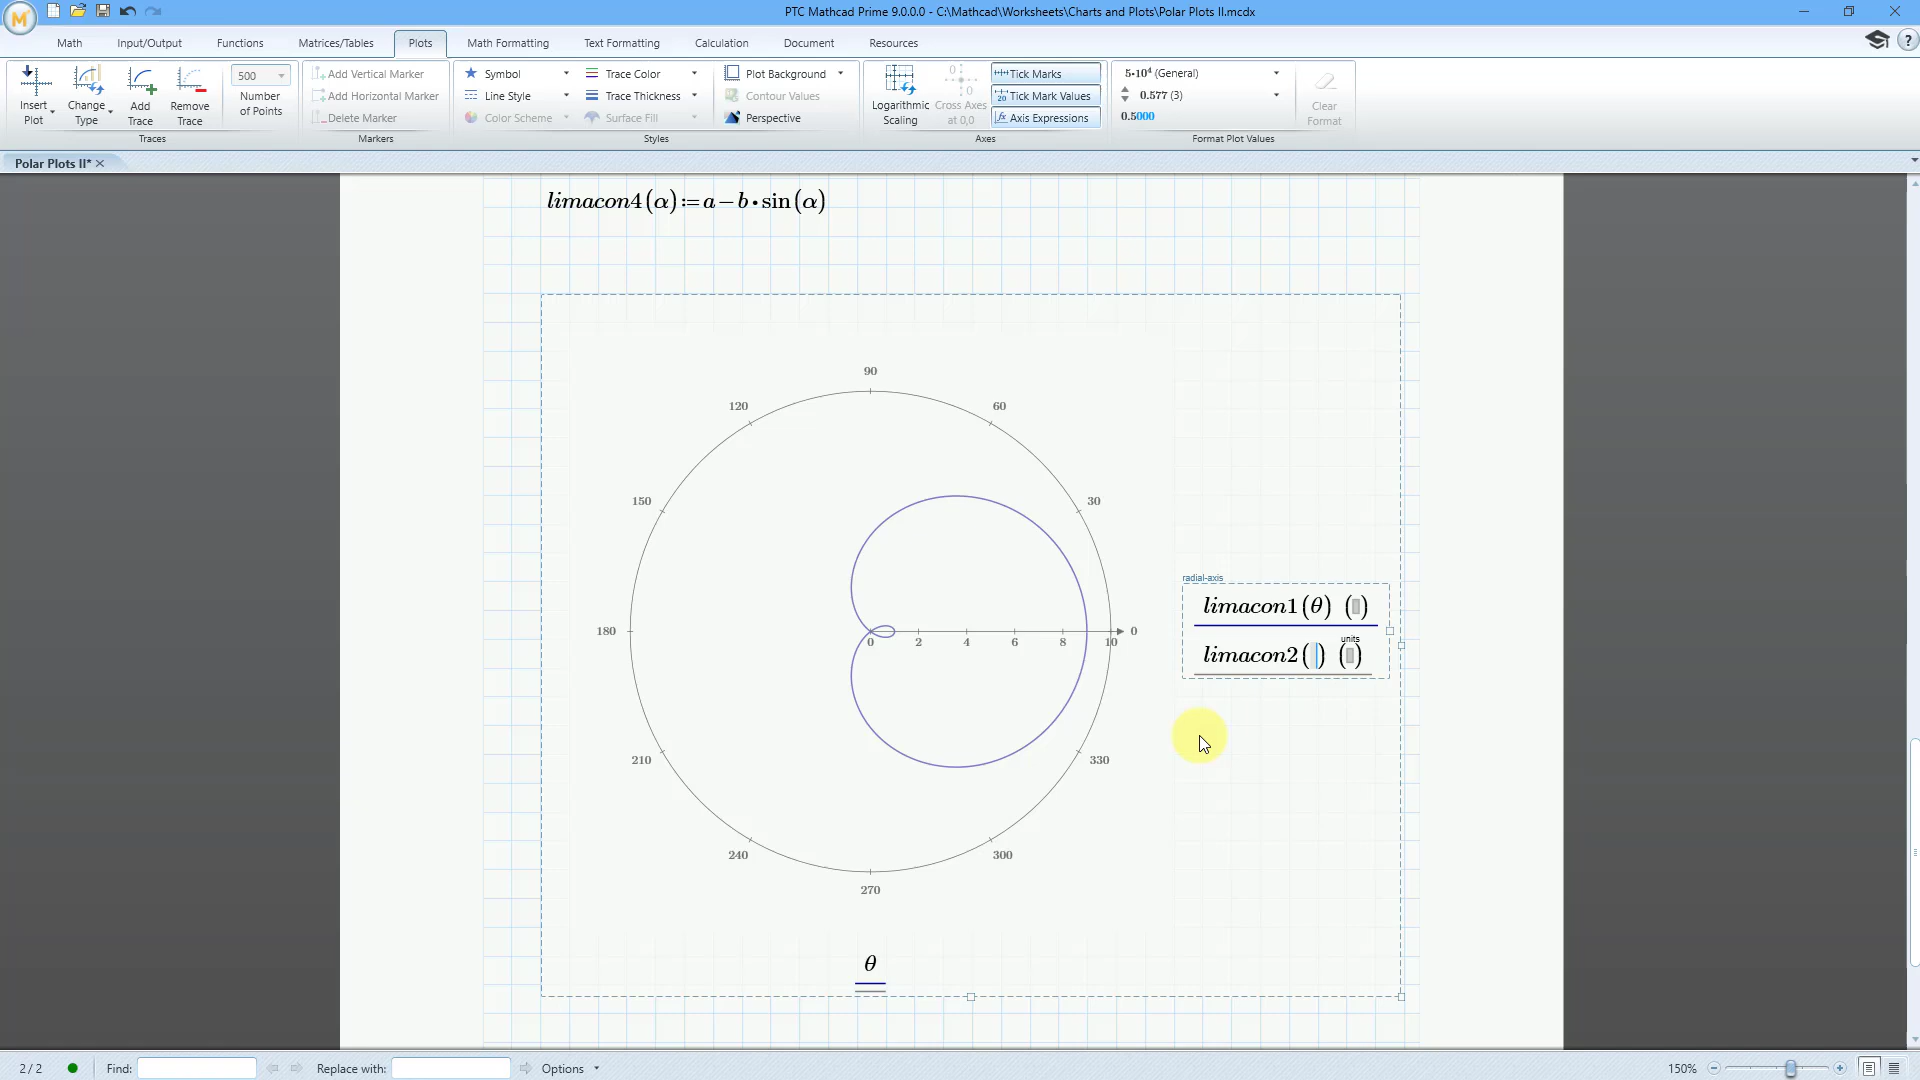 PTC Mathcad Prime 9.0.0.0 - C:\Mathcad\Worksheets\Charts and Plots\Polar Plots II.mcdx
Math Input/Output Functions Matrices/Tables Plots Math Formatting Text Formatting Calculation Document Resources
Insert Plot
Change Type
Add Trace
Remove Trace
500
Number of Points
Traces
Add Vertical Marker
Add Horizontal Marker
Delete Marker
Markers
Symbol
Line Style
Color Scheme
Trace Color
Trace Thickness
Surface Fill
Plot Background
Contour Values
Perspective
Styles
Logarithmic Scaling
Cross Axes at 0,0
Tick Marks
Tick Mark Values
Axis Expressions
Axes
5•10⁴ (General)
0.577 (3)
0.5000
Clear Format
Format Plot Values
Polar Plots II*
limacon4(α):=a−b•sin(α)
90
120
60
150
30
180
0
0 2 4 6 8 10
210
330
240
300
270
radial-axis
limacon1(θ) ()
units
limacon2() ()
θ
2 / 2
Find:
Replace with:
Options
150%